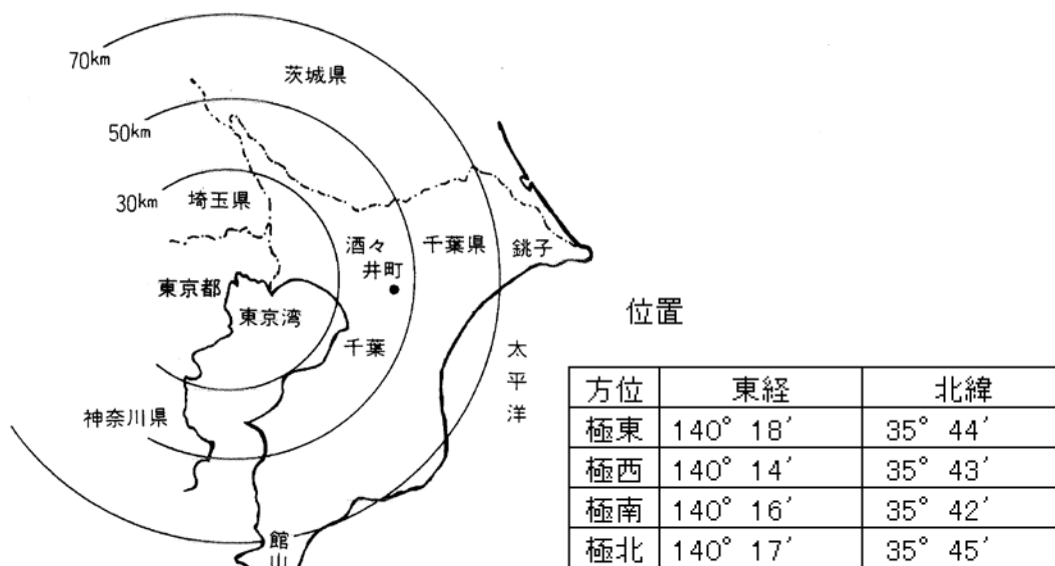 70km
茨城県
50km
埼玉県
30km
酒々
井町
千葉県
銚子
東京都
東京湾
千葉
神奈川県
太平洋
館山
位置
方位 東経 北緯
極東 140° 18′ 35° 44′
極西 140° 14′ 35° 43′
極南 140° 16′ 35° 42′
極北 140° 17′ 35° 45′